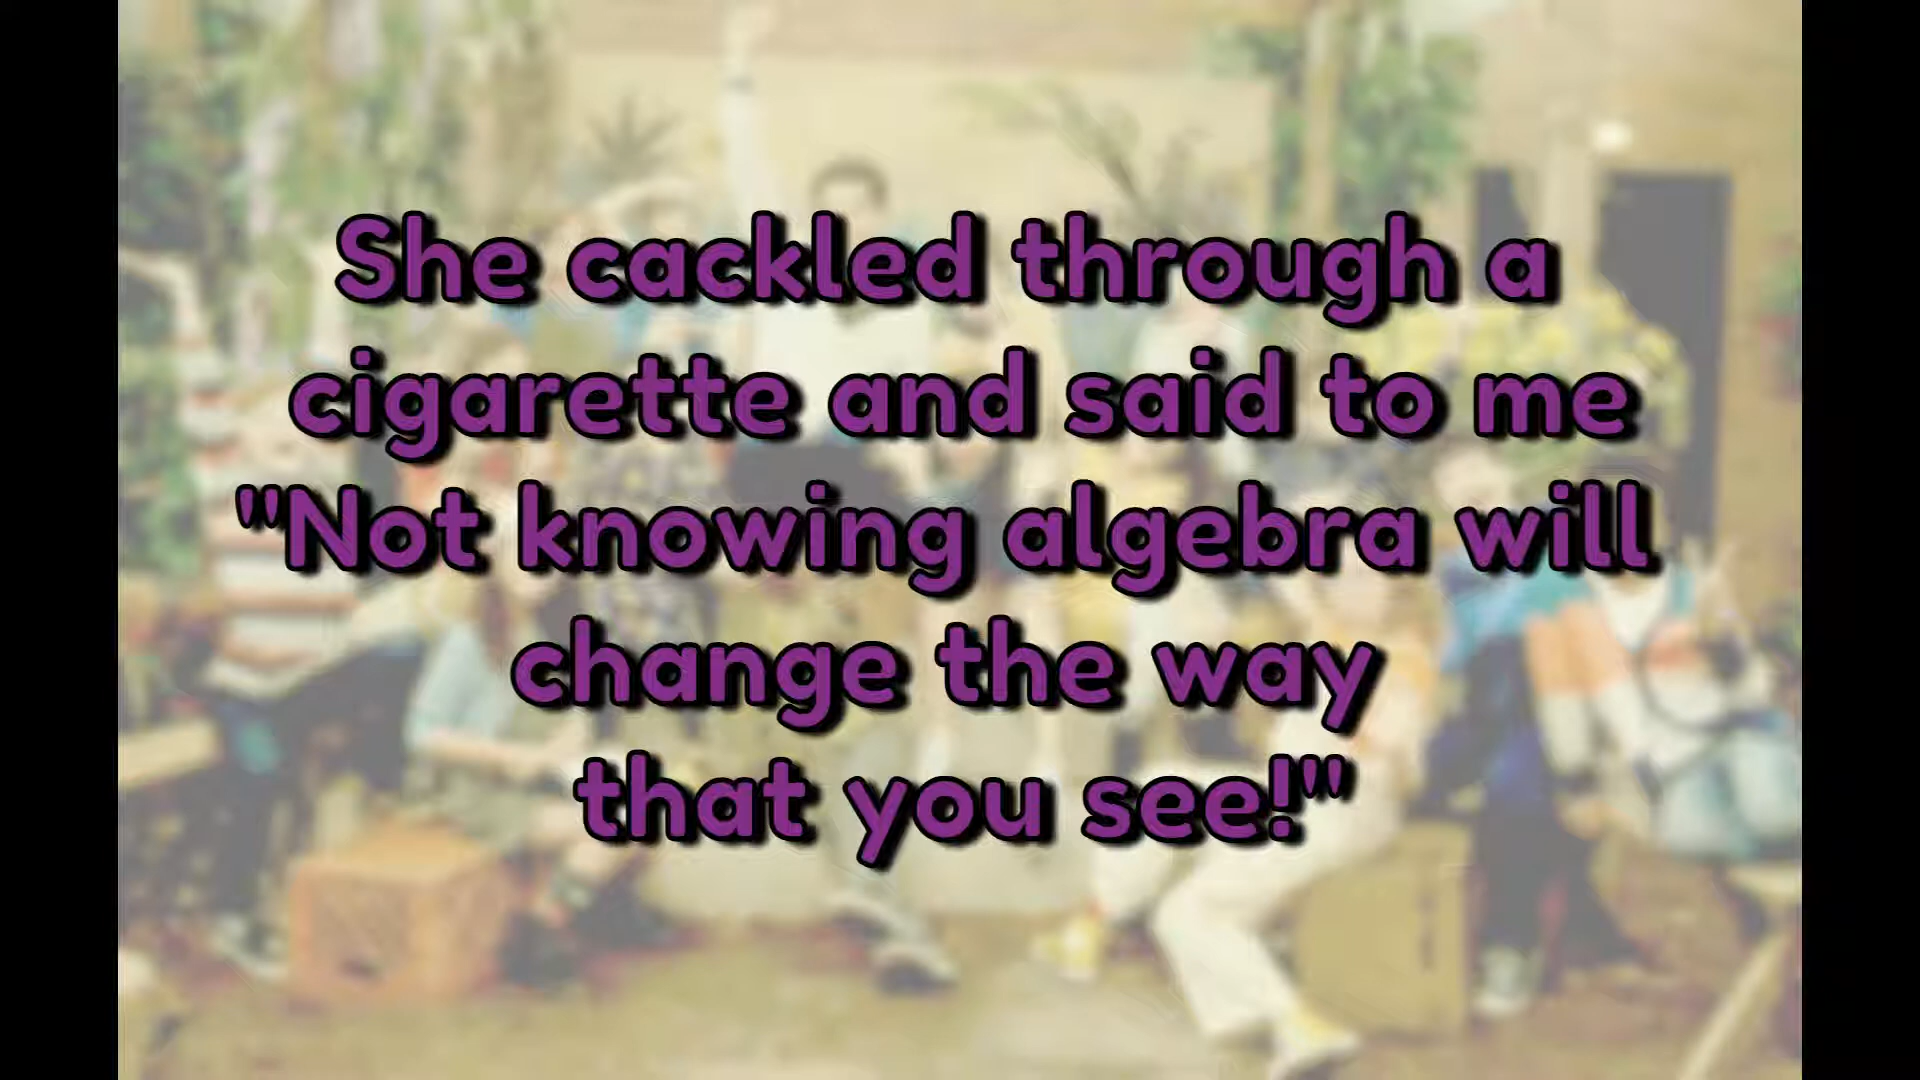 She cackled through a
cigarette and said to me
"Not knowing algebra will
change the way
that you see!"